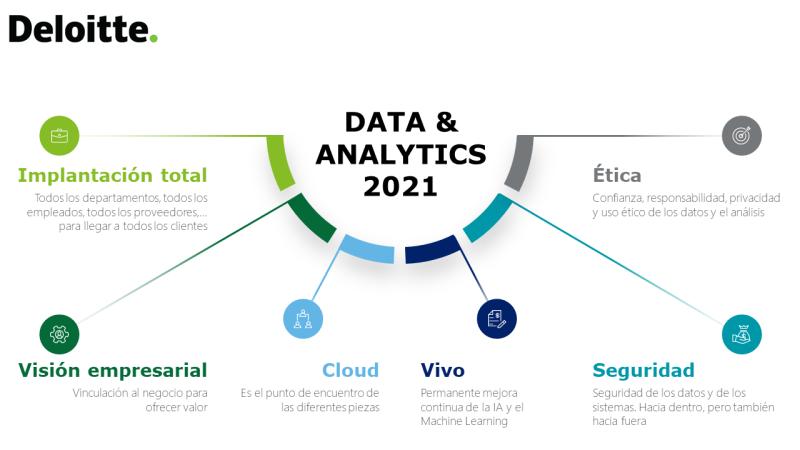 Deloitte.
DATA &
ANALYTICS
2021
Implantación total
Todos los departamentos, todos los
empleados, todos los proveedores,...
para llegar a todos los clientes
Ética
Confianza, responsabilidad, privacidad
y uso ético de los datos y el análisis
Visión empresarial
Vinculación al negocio para
ofrecer valor
Cloud
Es el punto de encuentro de
las diferentes piezas
Vivo
Permanente mejora
continua de la IA y el
Machine Learning
Seguridad
Seguridad de los datos y de los
sistemas. Hacia dentro, pero también
hacia fuera